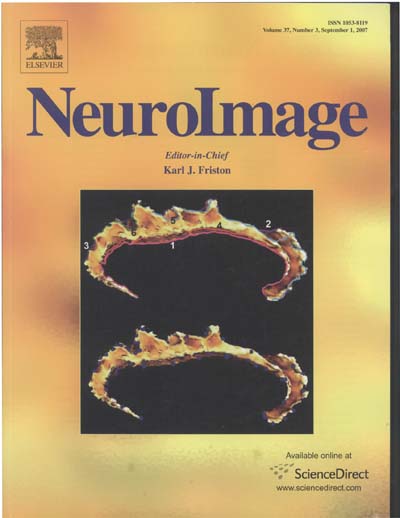 ISSN 1053-8119
Volume 37, Number 3, September 1, 2007
ELSEVIER
NeuroImage
Editor-in-Chief
Karl J. Friston
5
2
6
4
3
1
Available online at
ScienceDirect
www.sciencedirect.com